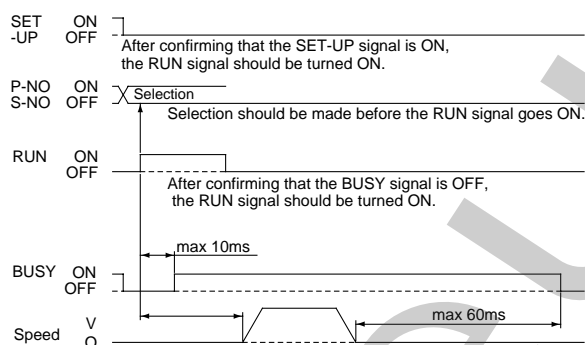 SET ON
-UP OFF
After confirming that the SET-UP signal is ON,
the RUN signal should be turned ON.
P-NO ON
S-NO OFF
Selection
Selection should be made before the RUN signal goes ON.
RUN ON
OFF
After confirming that the BUSY signal is OFF,
the RUN signal should be turned ON.
max 10ms
BUSY ON
OFF
max 60ms
Speed V
O